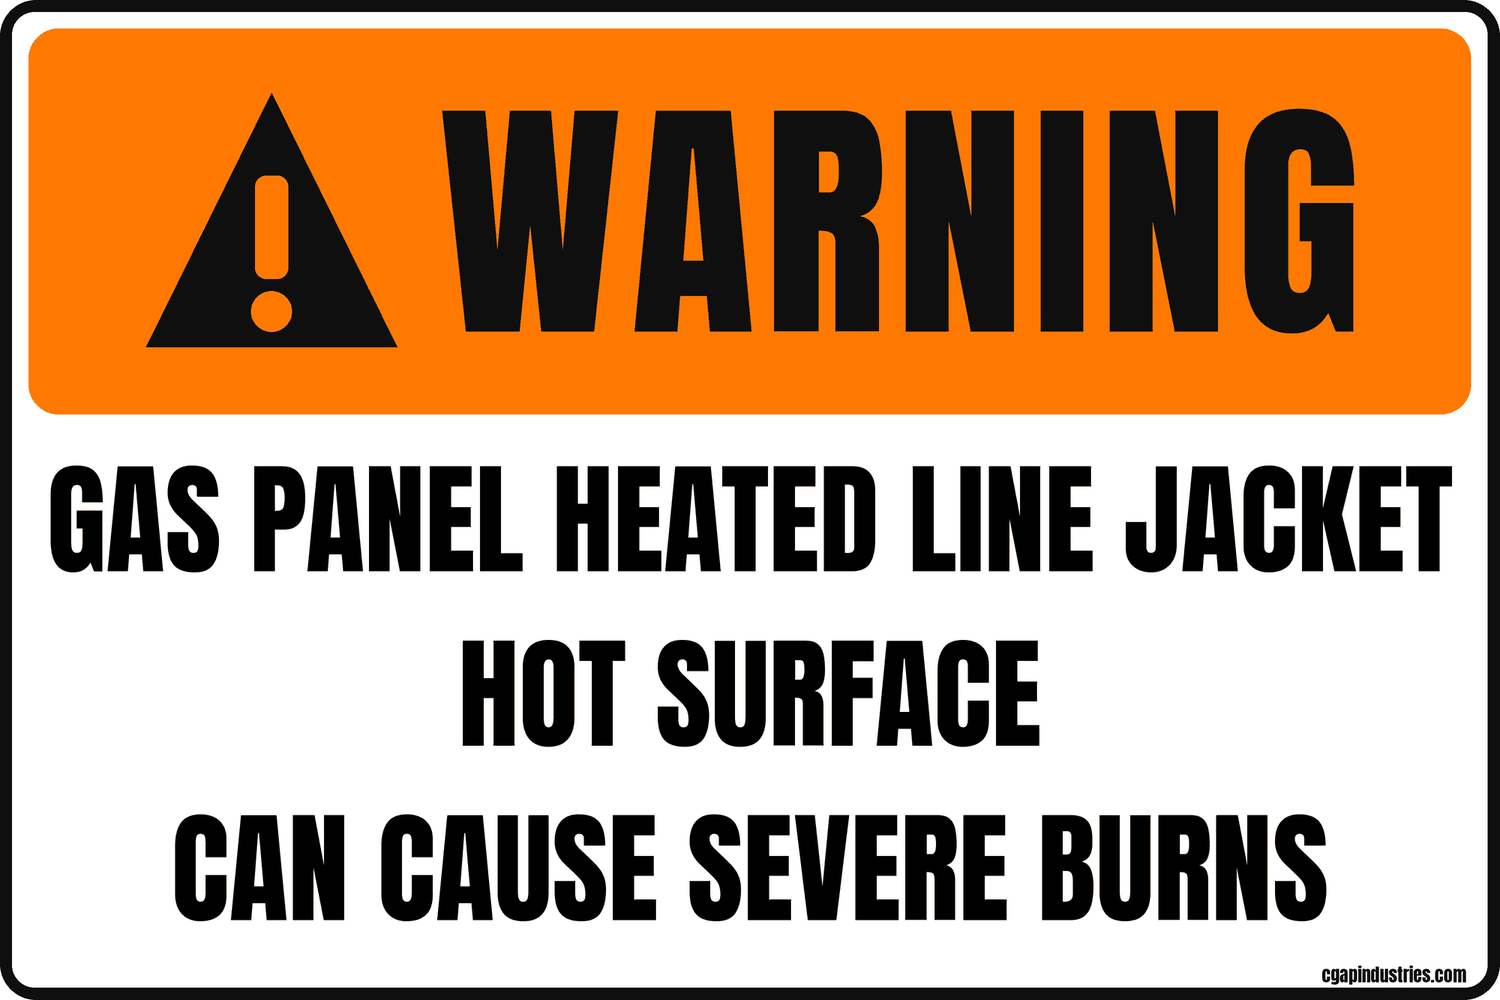 WARNING
GAS PANEL HEATED LINE JACKET
HOT SURFACE
CAN CAUSE SEVERE BURNS
cgapindustries.com